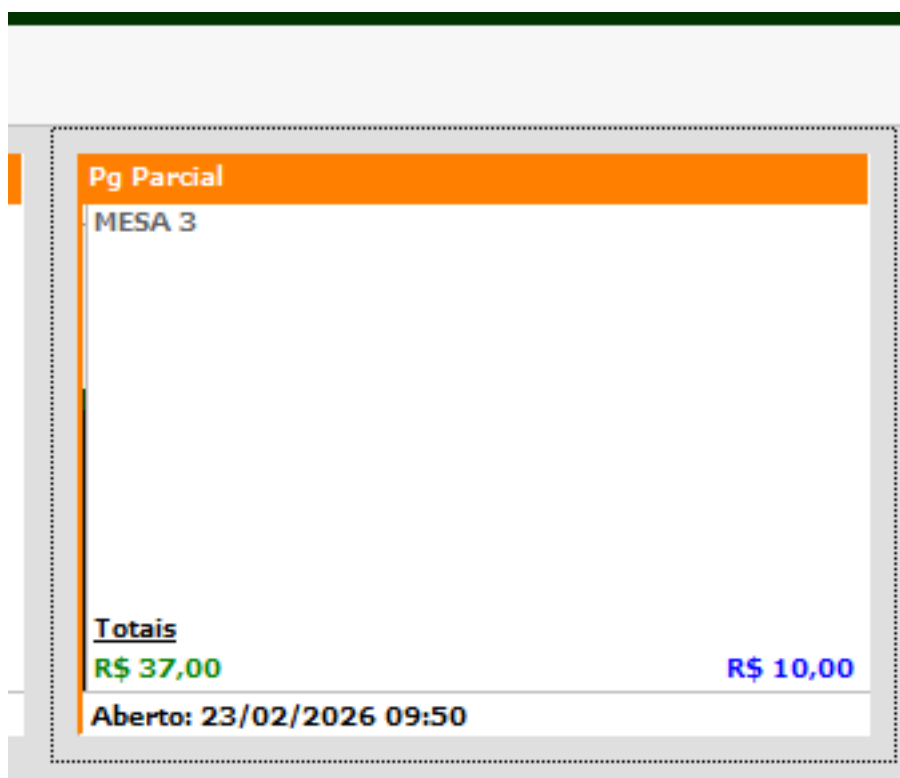 Pg Parcial
MESA 3
Totais
R$ 37,00 R$ 10,00
Aberto: 23/02/2026 09:50